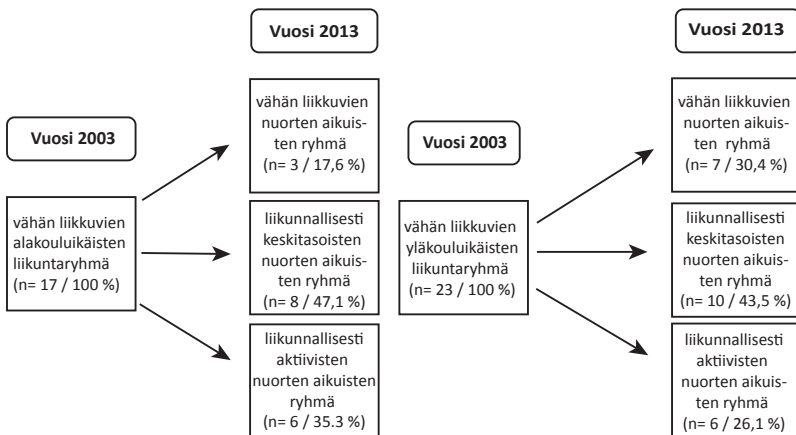 Vuosi 2003
vähän liikkuvien
alakouluikäisten
liikuntaryhmä
(n= 17 / 100 %)
Vuosi 2013
vähän liikkuvien
nuorten aikuis-
ten ryhmä
(n= 3 / 17,6 %)
liikunnallisesti
keskitasoisten
nuorten aikuis-
ten ryhmä
(n= 8 / 47,1 %)
liikunnallisesti
aktiivisten
nuorten aikuisten
ryhmä
(n= 6 / 35.3 %)
Vuosi 2003
vähän liikkuvien
yläkouluikäisten
liikuntaryhmä
(n= 23 / 100 %)
Vuosi 2013
vähän liikkuvien
nuorten aikuis-
ten ryhmä
(n= 7 / 30,4 %)
liikunnallisesti
keskitasoisten
nuorten aikuis-
ten ryhmä
(n= 10 / 43,5 %)
liikunnallisesti
aktiivisten
nuorten aikuis-
ten ryhmä
(n= 6 / 26,1 %)